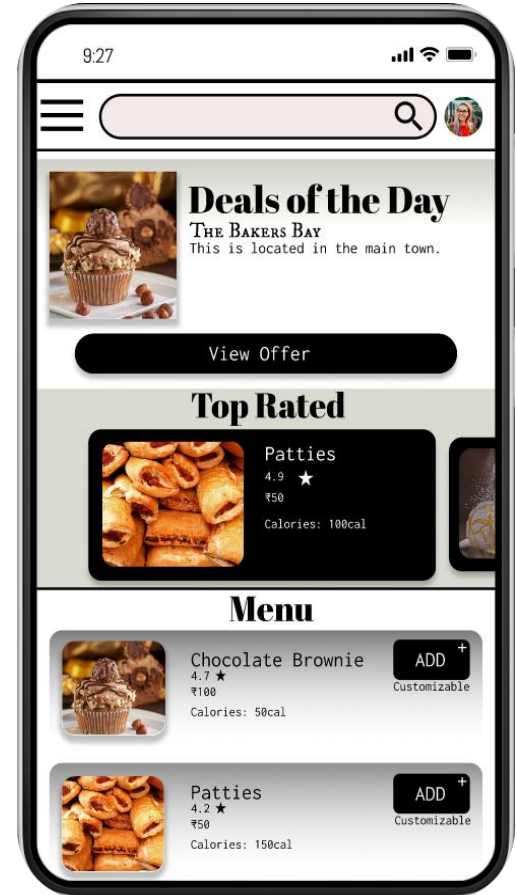 9:27
Deals of the Day
The Bakers Bay
This is located in the main town.
View Offer
Top Rated
Patties
4.9 ★
₹50
Calories: 100cal
Menu
Chocolate Brownie
4.7 ★
₹100
Calories: 50cal
ADD +
Customizable
Patties
4.2 ★
₹50
Calories: 150cal
ADD +
Customizable